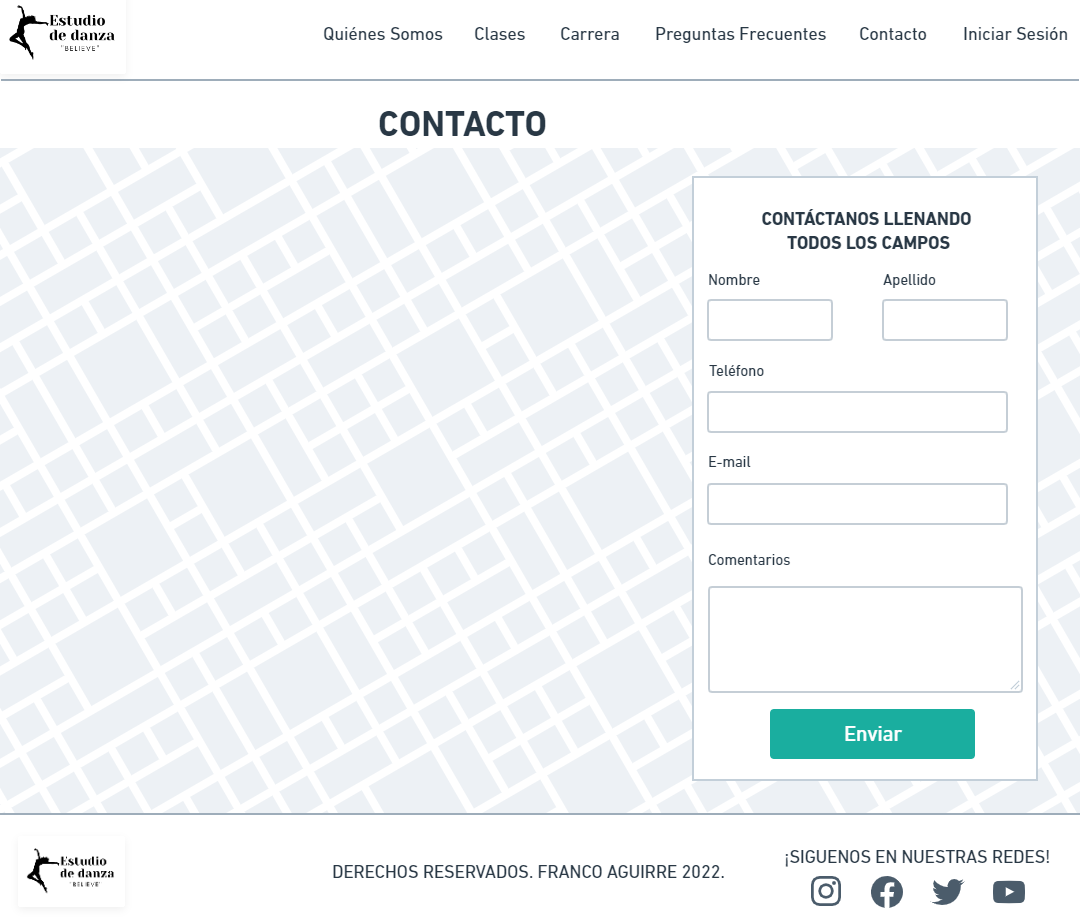 Estudio
de danza
"BELIEVE"
Quiénes Somos Clases Carrera Preguntas Frecuentes Contacto Iniciar Sesión
CONTACTO
CONTÁCTANOS LLENANDO
TODOS LOS CAMPOS
Nombre Apellido
Teléfono
E-mail
Comentarios
Enviar
Estudio
de danza
"BELIEVE"
DERECHOS RESERVADOS. FRANCO AGUIRRE 2022.
¡SIGUENOS EN NUESTRAS REDES!